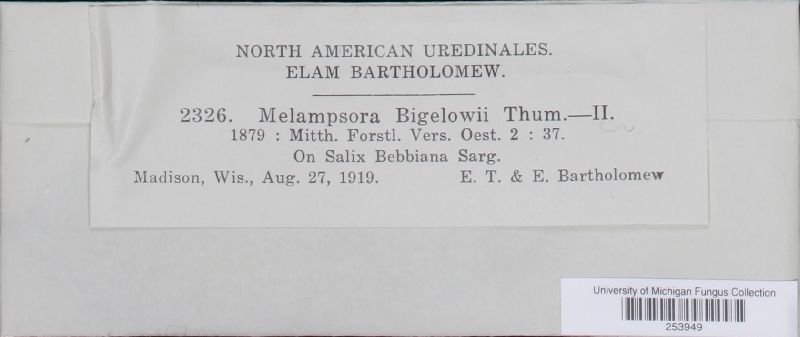 NORTH AMERICAN UREDINALES.
ELAM BARTHOLOMEW.
2326. Melampsora Bigelowii Thum.—II.
1879 : Mitth. Forstl. Vers. Oest. 2 : 37.
On Salix Bebbiana Sarg.
Madison, Wis., Aug. 27, 1919. E. T. & E. Bartholomew
University of Michigan Fungus Collection
253949